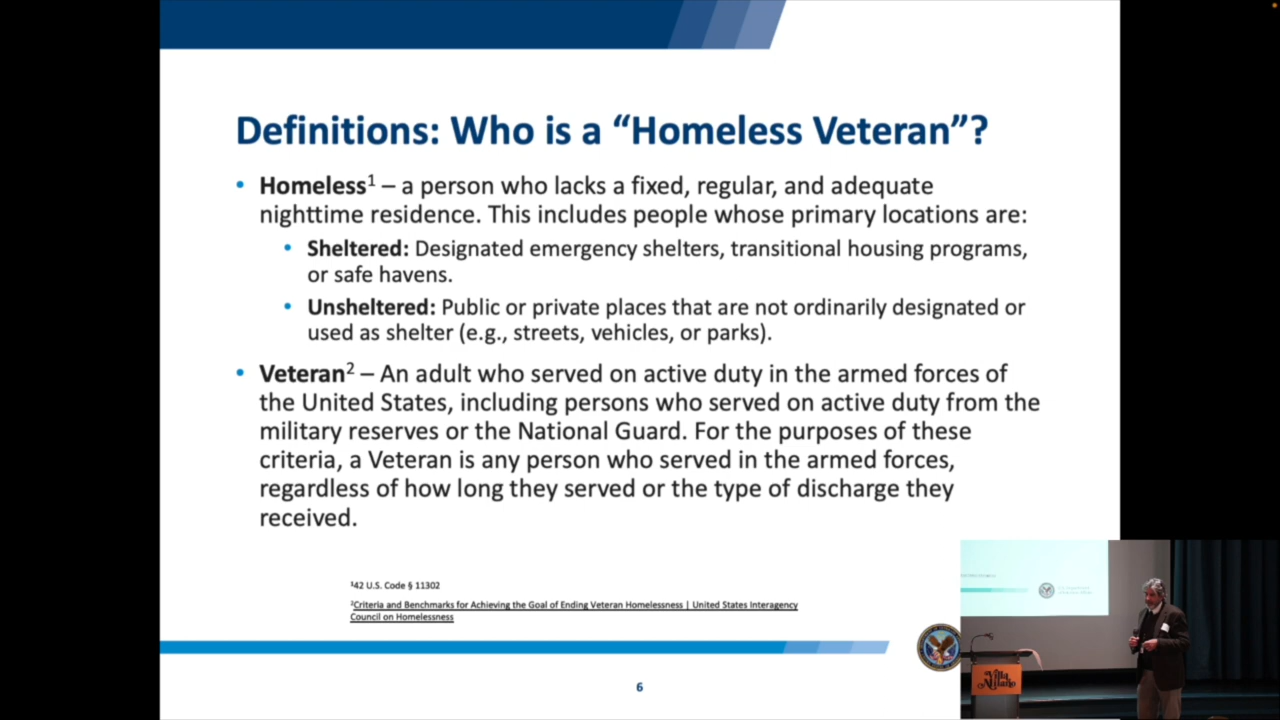 Definitions: Who is a “Homeless Veteran”?
• Homeless¹ – a person who lacks a fixed, regular, and adequate
nighttime residence. This includes people whose primary locations are:
• Sheltered: Designated emergency shelters, transitional housing programs,
or safe havens.
• Unsheltered: Public or private places that are not ordinarily designated or
used as shelter (e.g., streets, vehicles, or parks).
• Veteran² – An adult who served on active duty in the armed forces of
the United States, including persons who served on active duty from the
military reserves or the National Guard. For the purposes of these
criteria, a Veteran is any person who served in the armed forces,
regardless of how long they served or the type of discharge they
received.
¹42 U.S. Code § 11302
²Criteria and Benchmarks for Achieving the Goal of Ending Veteran Homelessness | United States Interagency
Council on Homelessness
6
Villa
Milano